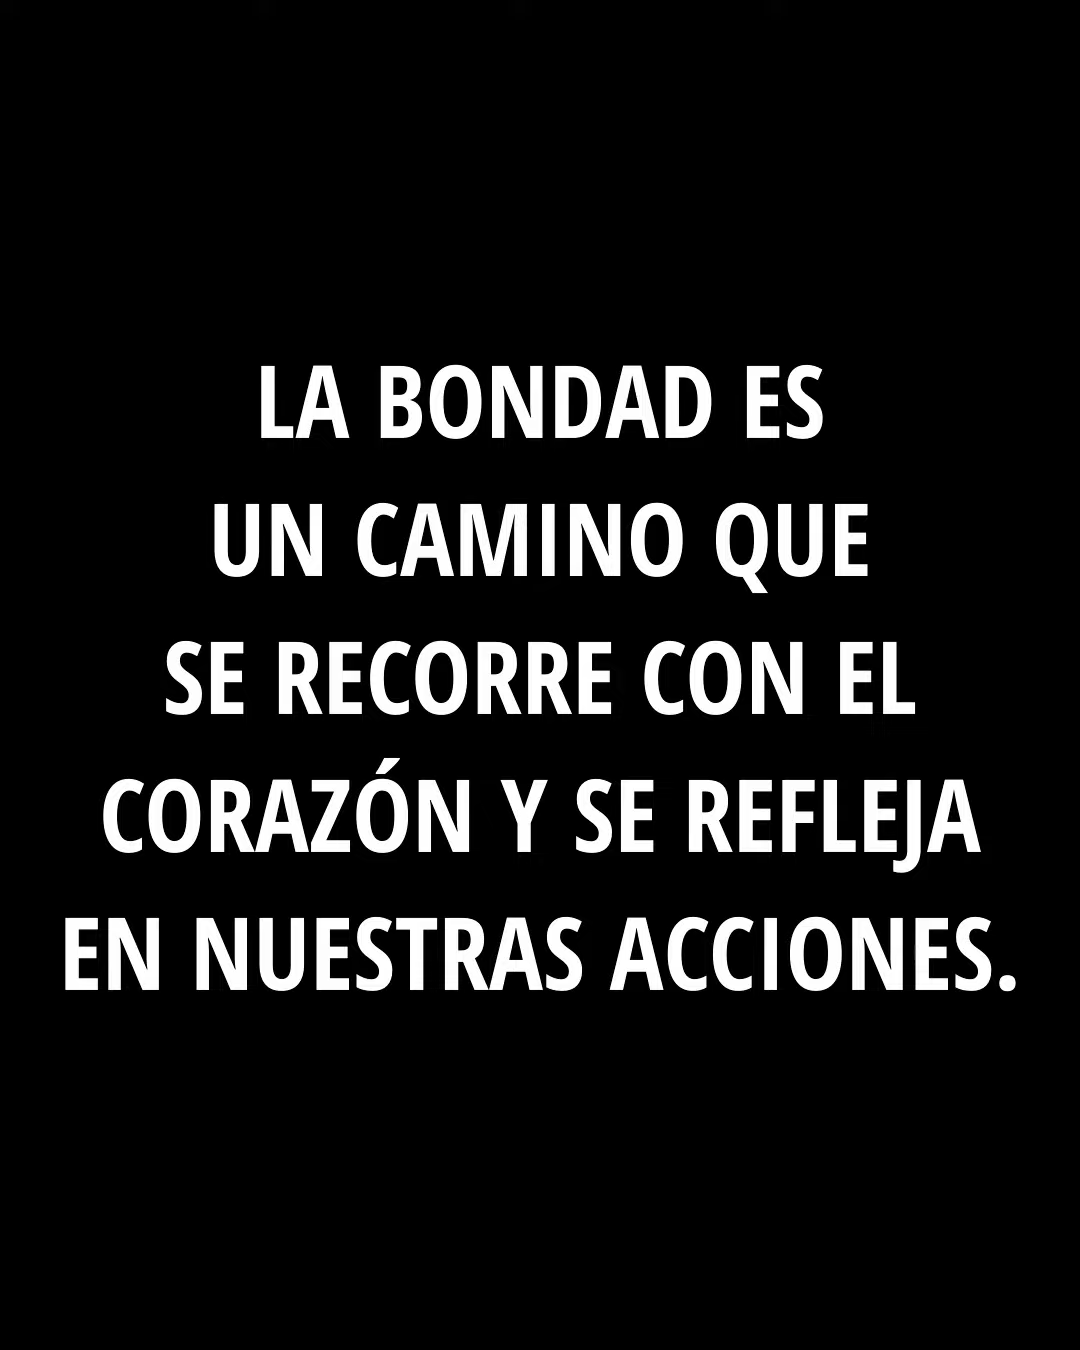 LA BONDAD ES
UN CAMINO QUE
SE RECORRE CON EL
CORAZÓN Y SE REFLEJA
EN NUESTRAS ACCIONES.